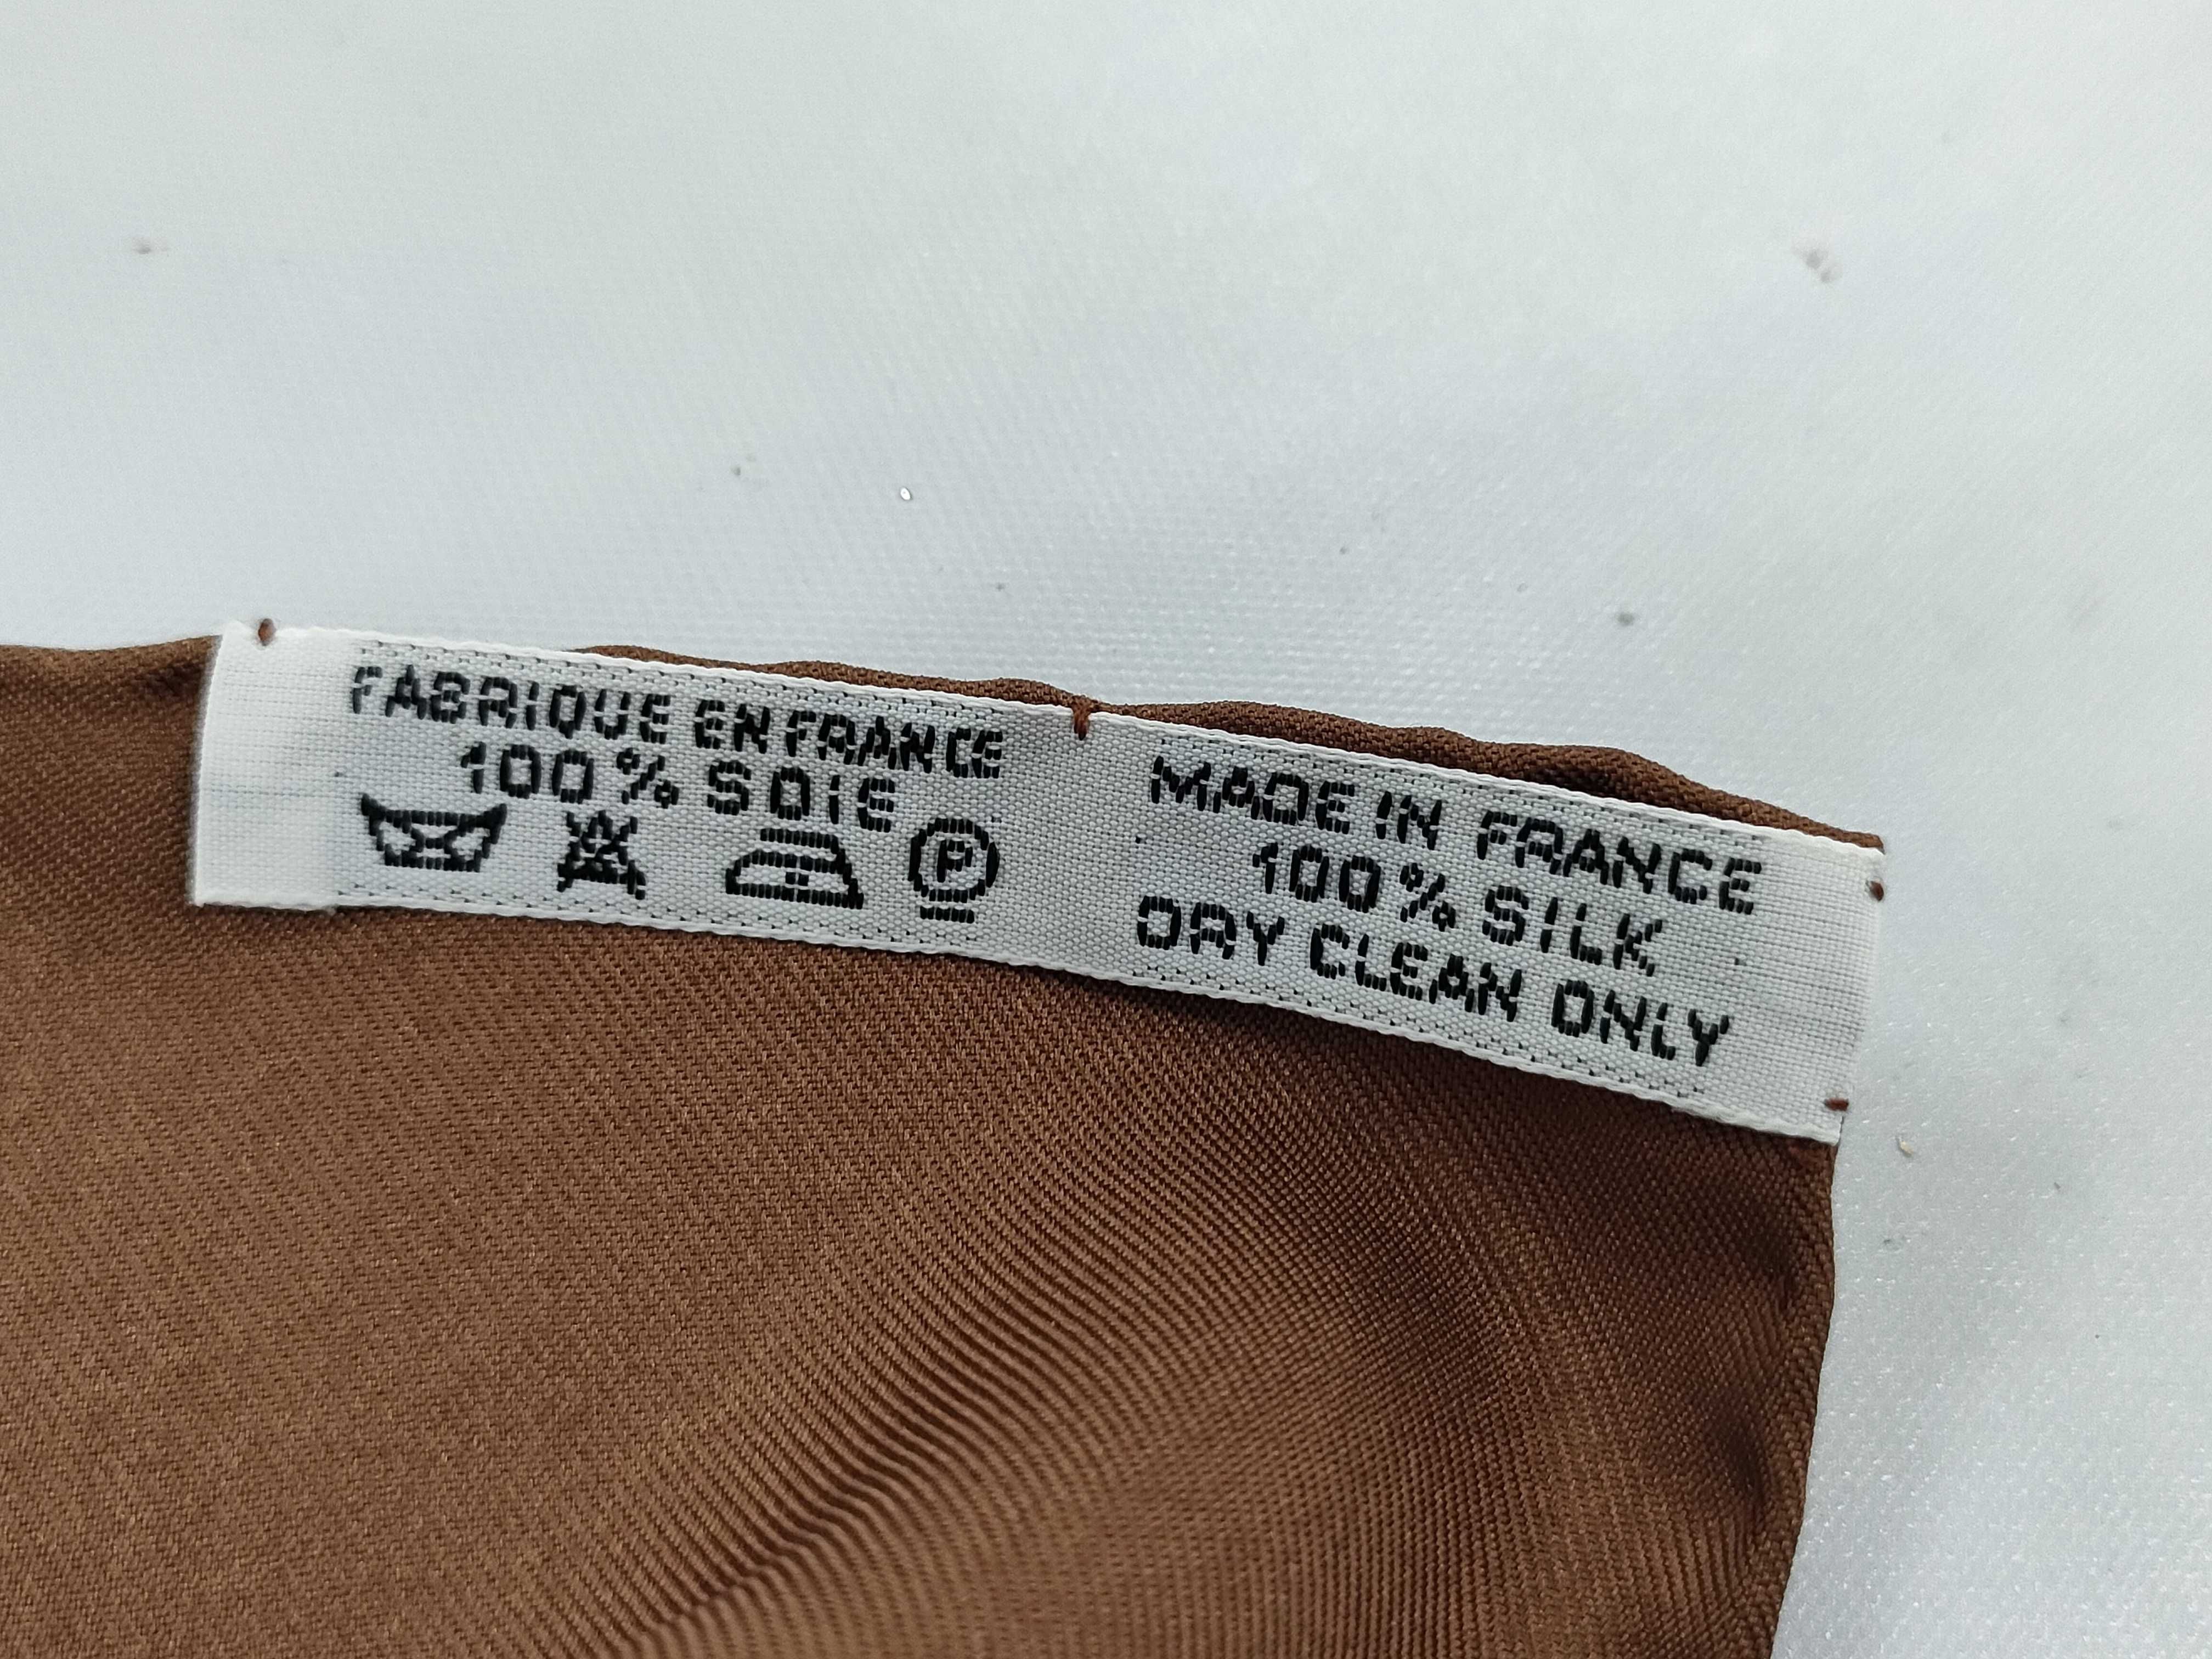 FABRIQUE EN FRANCE
100% SOIE
P
MADE IN FRANCE
100% SILK
DRY CLEAN ONLY